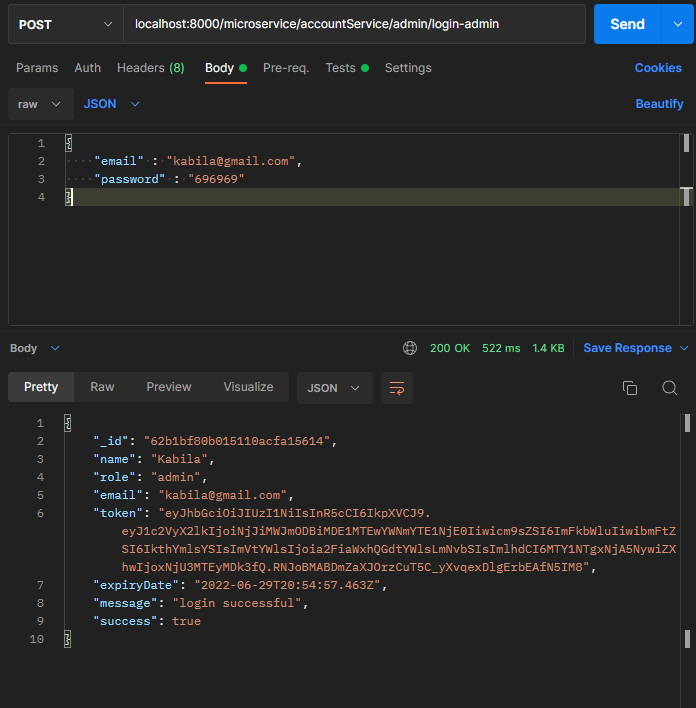 POST localhost:8000/microservice/accountService/admin/login-admin Send
Params Auth Headers (8) Body Pre-req. Tests Settings Cookies
raw JSON Beautify
1 {
2 "email" : "kabila@gmail.com",
3 "password" : "696969"
4 }
Body 200 OK 522 ms 1.4 KB Save Response
Pretty Raw Preview Visualize JSON
1 {
2 "_id": "62b1bf80b015110acfa15614",
3 "name": "Kabila",
4 "role": "admin",
5 "email": "kabila@gmail.com",
6 "token": "eyJhbGciOiJIUzI1NiIsInR5cCI6IkpXVCJ9.
eyJ1c2VyX2lkIjoiNjJiMWJmODBiMDE1MTEwYWNmYTE1NjE0Iiwicm9sZSI6ImFkbWluIiwibmFtZ
SI6IkthYmlsYSIsImVtYWlsIjoia2FiaWxhQGdtYWlsLmNvbSIsImlhdCI6MTY1NTgxNjA5NywiZX
hwIjoxNjU3MTEyMDk3fQ.RNJoBMABDmZaXJOrzCuT5C_yXvqexDlgErbEAfN5IM8",
7 "expiryDate": "2022-06-29T20:54:57.463Z",
8 "message": "login successful",
9 "success": true
10 }